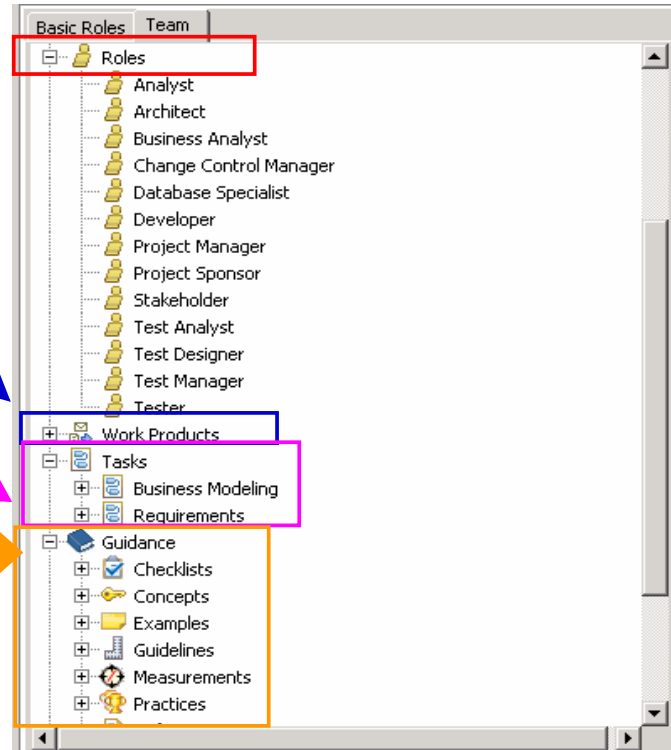 Basic Roles Team
Roles
Analyst
Architect
Business Analyst
Change Control Manager
Database Specialist
Developer
Project Manager
Project Sponsor
Stakeholder
Test Analyst
Test Designer
Test Manager
Tester
Work Products
Tasks
Business Modeling
Requirements
Guidance
Checklists
Concepts
Examples
Guidelines
Measurements
Practices